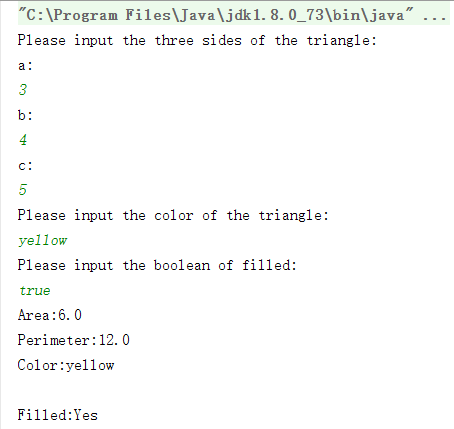 "C:\Program Files\Java\jdk1.8.0_73\bin\java" ...
Please input the three sides of the triangle:
a:
3
b:
4
c:
5
Please input the color of the triangle:
yellow
Please input the boolean of filled:
true
Area:6.0
Perimeter:12.0
Color:yellow
Filled:Yes